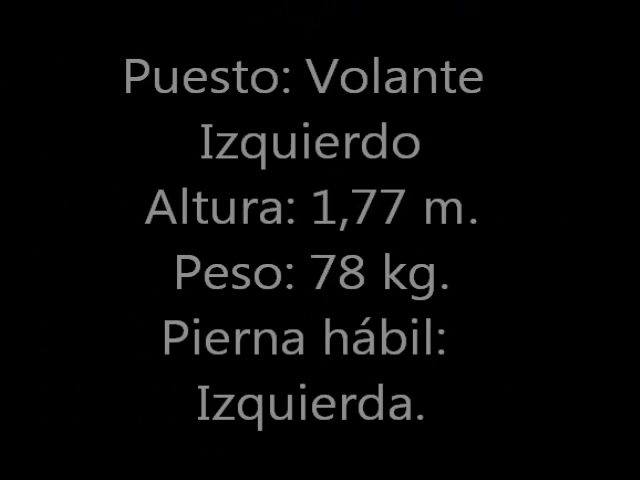 Puesto: Volante
Izquierdo
Altura: 1,77 m.
Peso: 78 kg.
Pierna hábil:
Izquierda.